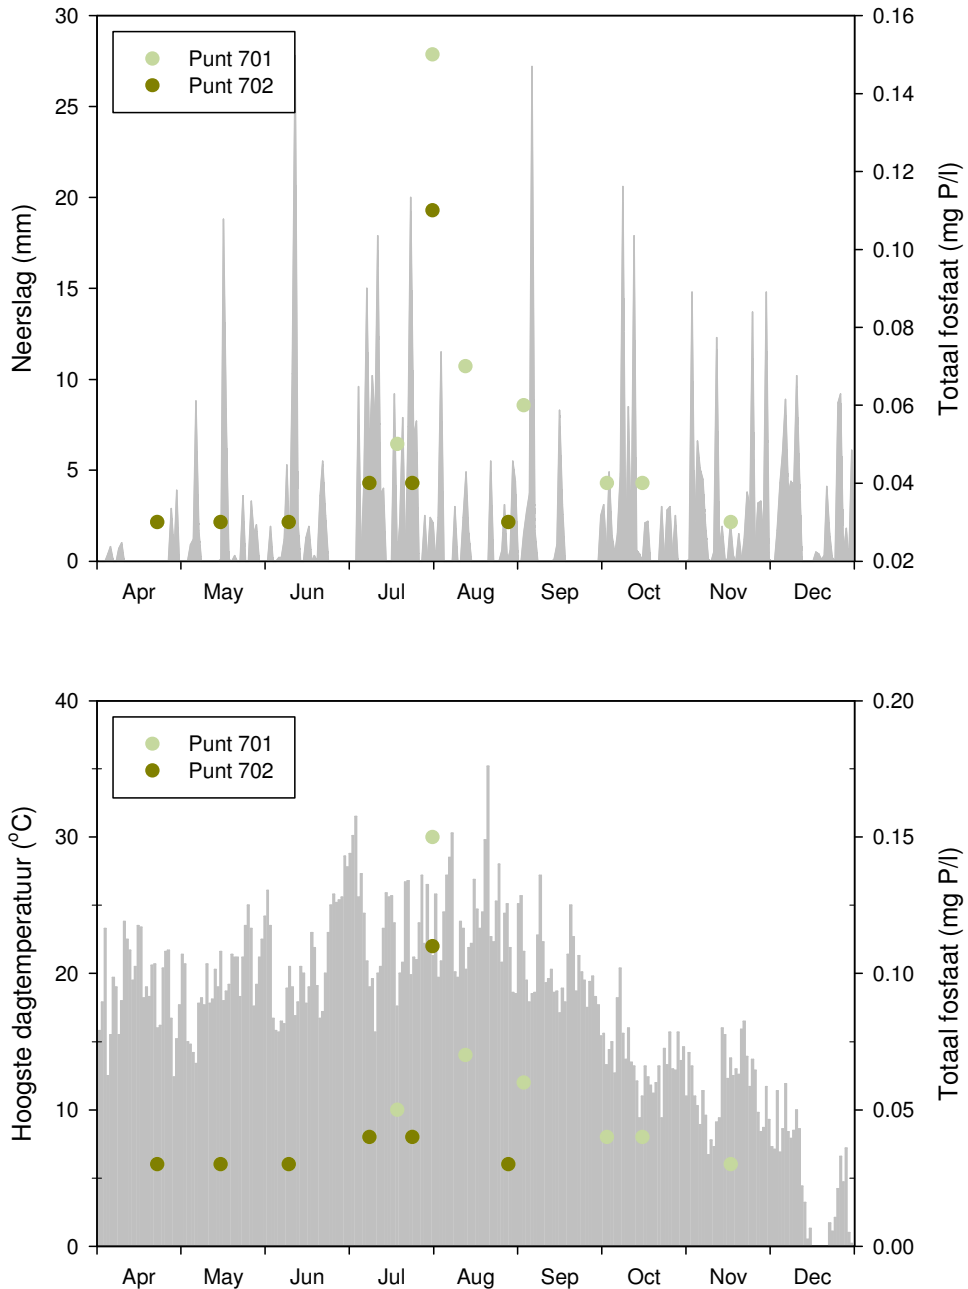 30
25
20
15
10
5
0
Neerslag (mm)
Punt 701
Punt 702
0.16
0.14
0.12
0.10
0.08
0.06
0.04
0.02
Totaal fosfaat (mg P/l)
Apr May Jun Jul Aug Sep Oct Nov Dec
40
30
20
10
0
Hoogste dagtemperatuur (°C)
Punt 701
Punt 702
0.20
0.15
0.10
0.05
0.00
Totaal fosfaat (mg P/l)
Apr May Jun Jul Aug Sep Oct Nov Dec